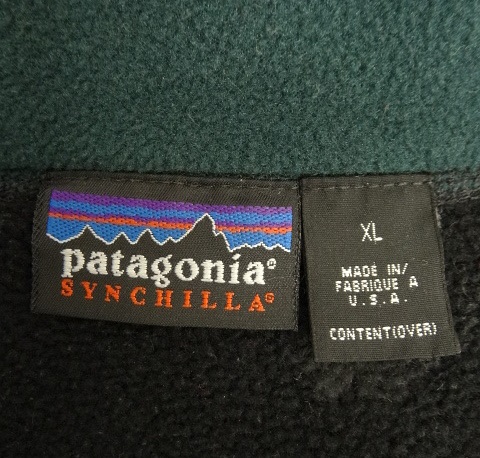 patagonia®
SYNCHILLA®
XL
MADE IN/
FABRIQUE A
U.S.A.
CONTENT(OVER)